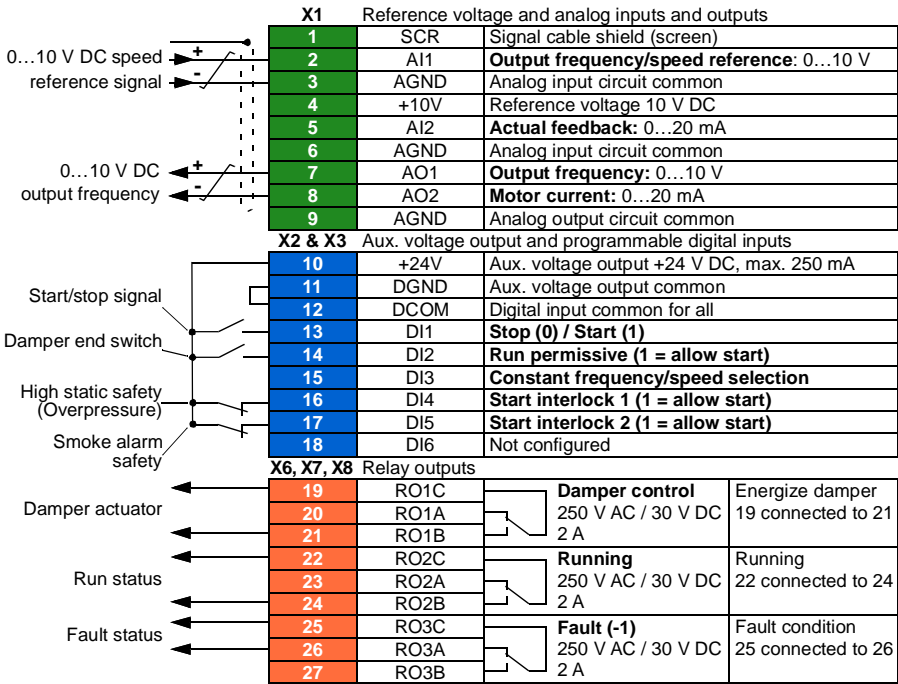 X1 Reference voltage and analog inputs and outputs
1 SCR Signal cable shield (screen)
0…10 V DC speed + 2 AI1 Output frequency/speed reference: 0…10 V
reference signal - 3 AGND Analog input circuit common
4 +10V Reference voltage 10 V DC
5 AI2 Actual feedback: 0…20 mA
6 AGND Analog input circuit common
0…10 V DC + 7 AO1 Output frequency: 0…10 V
output frequency - 8 AO2 Motor current: 0…20 mA
9 AGND Analog output circuit common
X2 & X3 Aux. voltage output and programmable digital inputs
10 +24V Aux. voltage output +24 V DC, max. 250 mA
Start/stop signal 11 DGND Aux. voltage output common
12 DCOM Digital input common for all
Damper end switch 13 DI1 Stop (0) / Start (1)
14 DI2 Run permissive (1 = allow start)
15 DI3 Constant frequency/speed selection
High static safety
(Overpressure) 16 DI4 Start interlock 1 (1 = allow start)
Smoke alarm 17 DI5 Start interlock 2 (1 = allow start)
safety 18 DI6 Not configured
X6, X7, X8 Relay outputs
19 RO1C Damper control Energize damper
Damper actuator 20 RO1A 250 V AC / 30 V DC 19 connected to 21
21 RO1B 2 A
22 RO2C Running Running
Run status 23 RO2A 250 V AC / 30 V DC 22 connected to 24
24 RO2B 2 A
Fault status 25 RO3C Fault (-1) Fault condition
26 RO3A 250 V AC / 30 V DC 25 connected to 26
27 RO3B 2 A